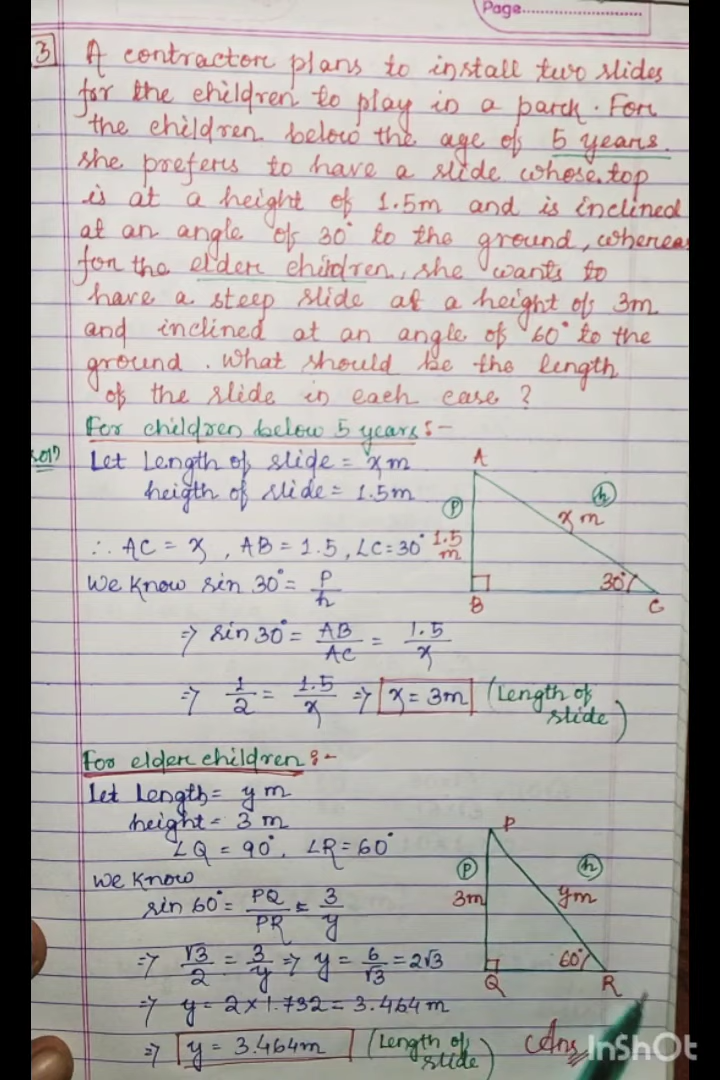 Page..............................
3 A contractor plans to install two slides
for the children to play in a park. For
the children below the age of 5 years.
she prefers to have a slide whose top
is at a height of 1.5m and is inclined
at an angle of 30° to the ground, whereas
for the elder children, she wants to
have a steep slide at a height of 3m
and inclined at an angle of 60° to the
ground. What should be the length
of the slide in each case ?
For children below 5 years :-
Soln Let Length of slide = x m
heigth of slide = 1.5m
∴ AC = x , AB = 1.5 , ∠C = 30°
We know sin 30° = P/h
⇒ sin 30° = AB/AC = 1.5/x
⇒ 1/2 = 1.5/x ⇒ x = 3m (Length of
slide)
A
P
h
x m
1.5
m
30°
B
C
For elder children :-
Let Length = y m
height = 3 m
∠Q = 90°, ∠R = 60°
we know
sin 60° = PQ/PR = 3/y
⇒ √3/2 = 3/y ⇒ y = 6/√3 = 2√3
⇒ y = 2 × 1.732 = 3.464 m
⇒ y = 3.464m (Length of
slide)
P
P
h
3m
ym
60°
Q
R
Ans
InShOt